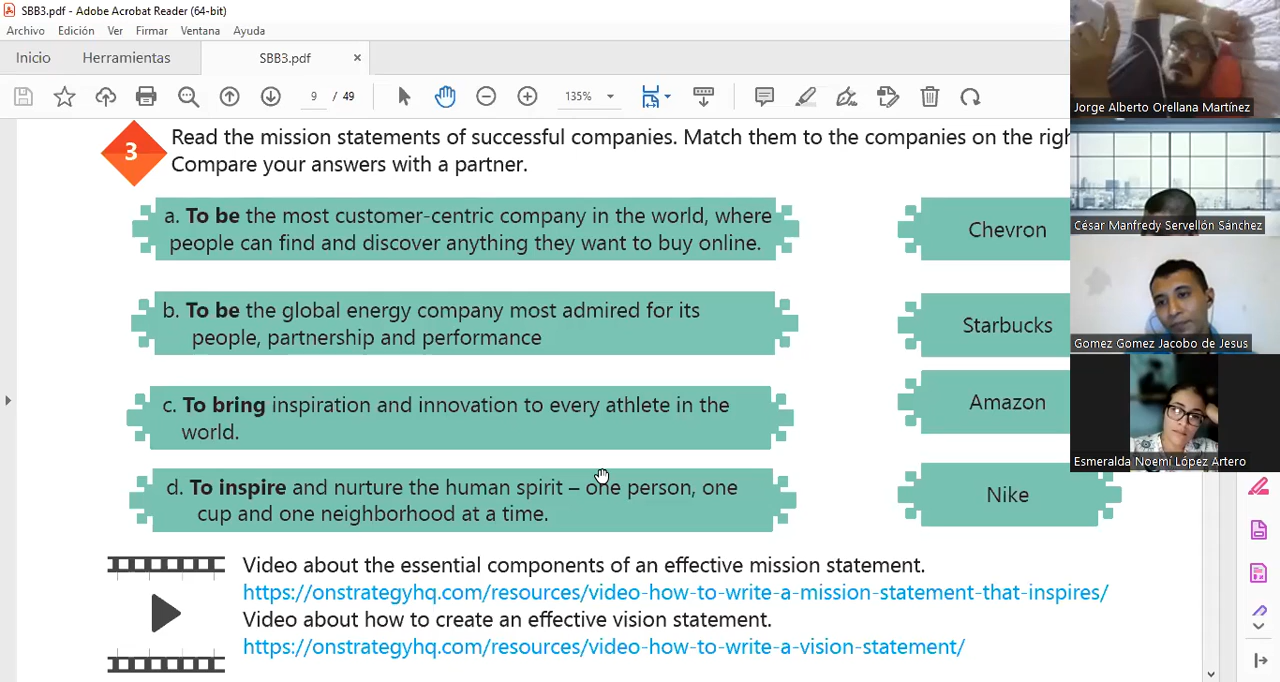 SBB3.pdf - Adobe Acrobat Reader (64-bit)
Archivo Edición Ver Firmar Ventana Ayuda
Inicio Herramientas SBB3.pdf ×
9 / 49 135%
3
Read the mission statements of successful companies. Match them to the companies on the
Compare your answers with a partner.
a. To be the most customer-centric company in the world, where
people can find and discover anything they want to buy online.
Chevron
b. To be the global energy company most admired for its
people, partnership and performance
Starbucks
c. To bring inspiration and innovation to every athlete in the
world.
Amazon
d. To inspire and nurture the human spirit – one person, one
cup and one neighborhood at a time.
Nike
Video about the essential components of an effective mission statement.
https://onstrategyhq.com/resources/video-how-to-write-a-mission-statement-that-inspires/
Video about how to create an effective vision statement.
https://onstrategyhq.com/resources/video-how-to-write-a-vision-statement/
Jorge Alberto Orellana Martínez
César Manfredy Servellón Sánchez
Gomez Gomez Jacobo de Jesus
Esmeralda Noemí López Artero